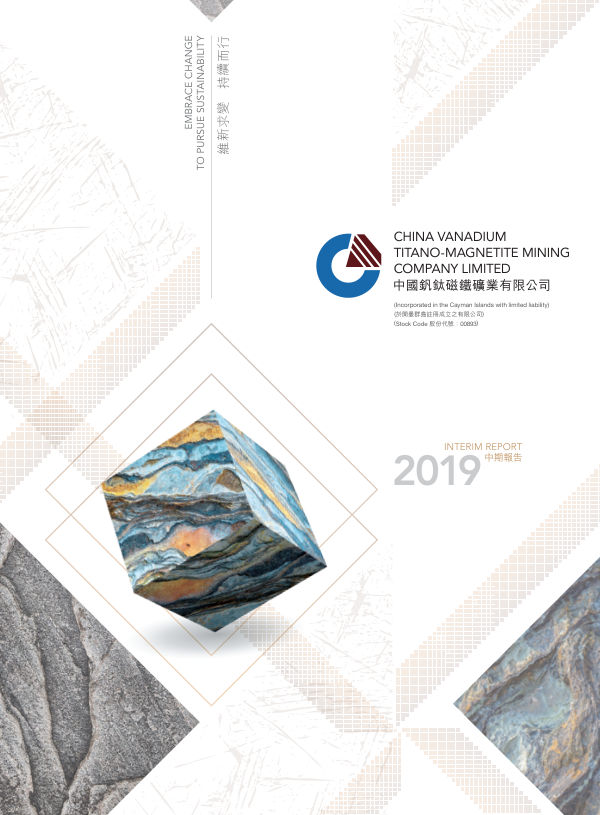 EMBRACE CHANGE
TO PURSUE SUSTAINABILITY
維新求變 持續而行
CHINA VANADIUM
TITANO-MAGNETITE MINING
COMPANY LIMITED
中國釩鈦磁鐵礦業有限公司
(Incorporated in the Cayman Islands with limited liability)
(於開曼群島註冊成立之有限公司)
(Stock Code 股份代號：00893)
INTERIM REPORT
中期報告
2019